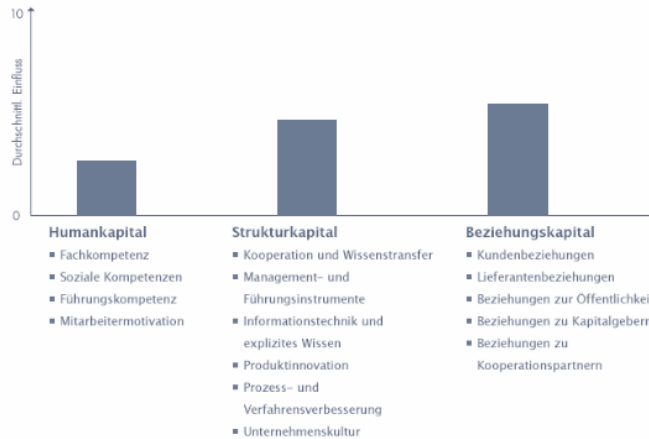 10
Durchschnittl. Einfluss
0
Humankapital
▪ Fachkompetenz
▪ Soziale Kompetenzen
▪ Führungskompetenz
▪ Mitarbeitermotivation
Strukturkapital
▪ Kooperation und Wissenstransfer
▪ Management- und
Führungsinstrumente
▪ Informationstechnik und
explizites Wissen
▪ Produktinnovation
▪ Prozess- und
Verfahrensverbesserung
▪ Unternehmenskultur
Beziehungskapital
▪ Kundenbeziehungen
▪ Lieferantenbeziehungen
▪ Beziehungen zur Öffentlichkei
▪ Beziehungen zu Kapitalgebern
▪ Beziehungen zu
Kooperationspartnern